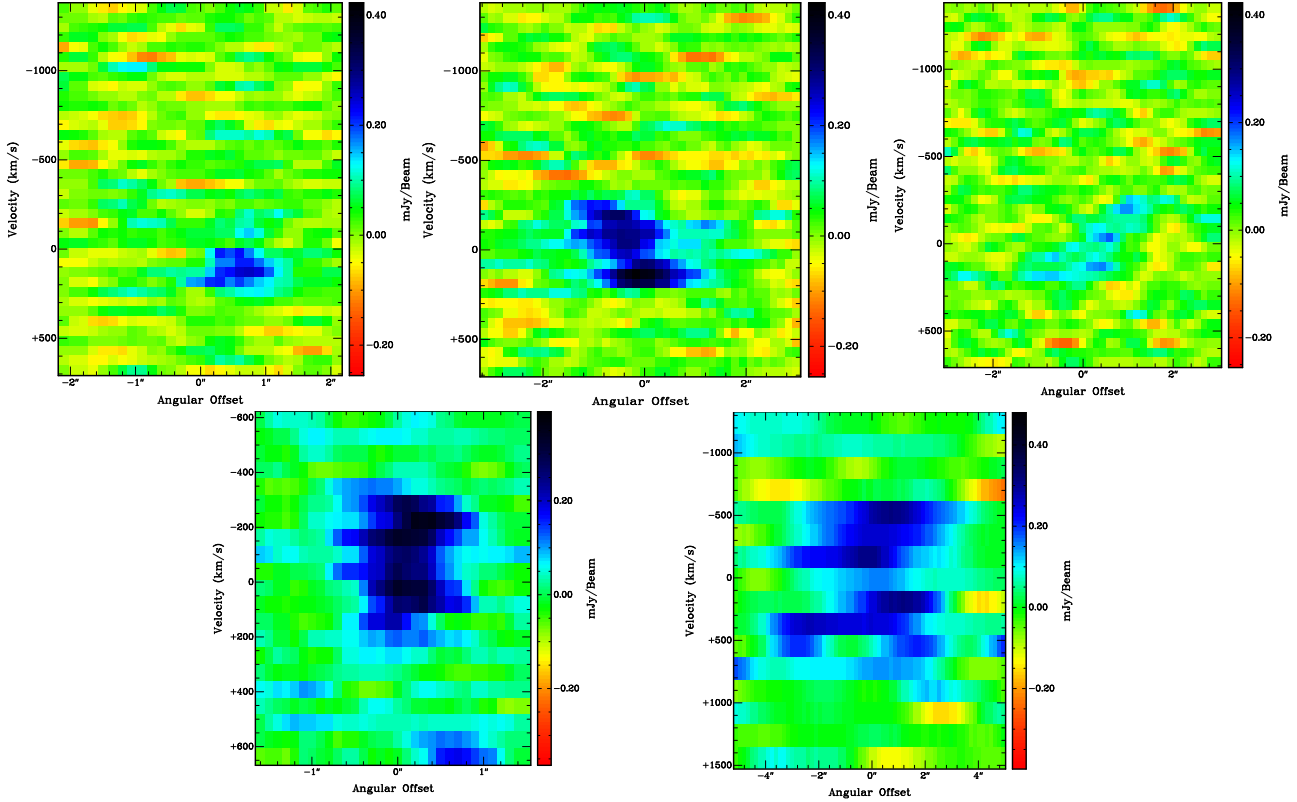 0.40
0.20
0.00
−0.20
mJy/Beam
−1000
−500
0
+500
Velocity (km/s)
−2″ −1″ 0″ 1″ 2″
Angular Offset
0.40
0.20
0.00
−0.20
mJy/Beam
−1000
−500
0
+500
Velocity (km/s)
−2″ 0″ 2″
Angular Offset
0.40
0.20
0.00
−0.20
mJy/Beam
−1000
−500
0
+500
Velocity (km/s)
−2″ 0″ 2″
Angular Offset
−600
−400
−200
0
+200
+400
+600
Velocity (km/s)
−1″ 0″ 1″
Angular Offset
0.20
0.00
−0.20
mJy/Beam
−1000
−500
0
+500
+1000
+1500
Velocity (km/s)
−4″ −2″ 0″ 2″ 4″
Angular Offset
0.40
0.20
0.00
−0.20
mJy/Beam